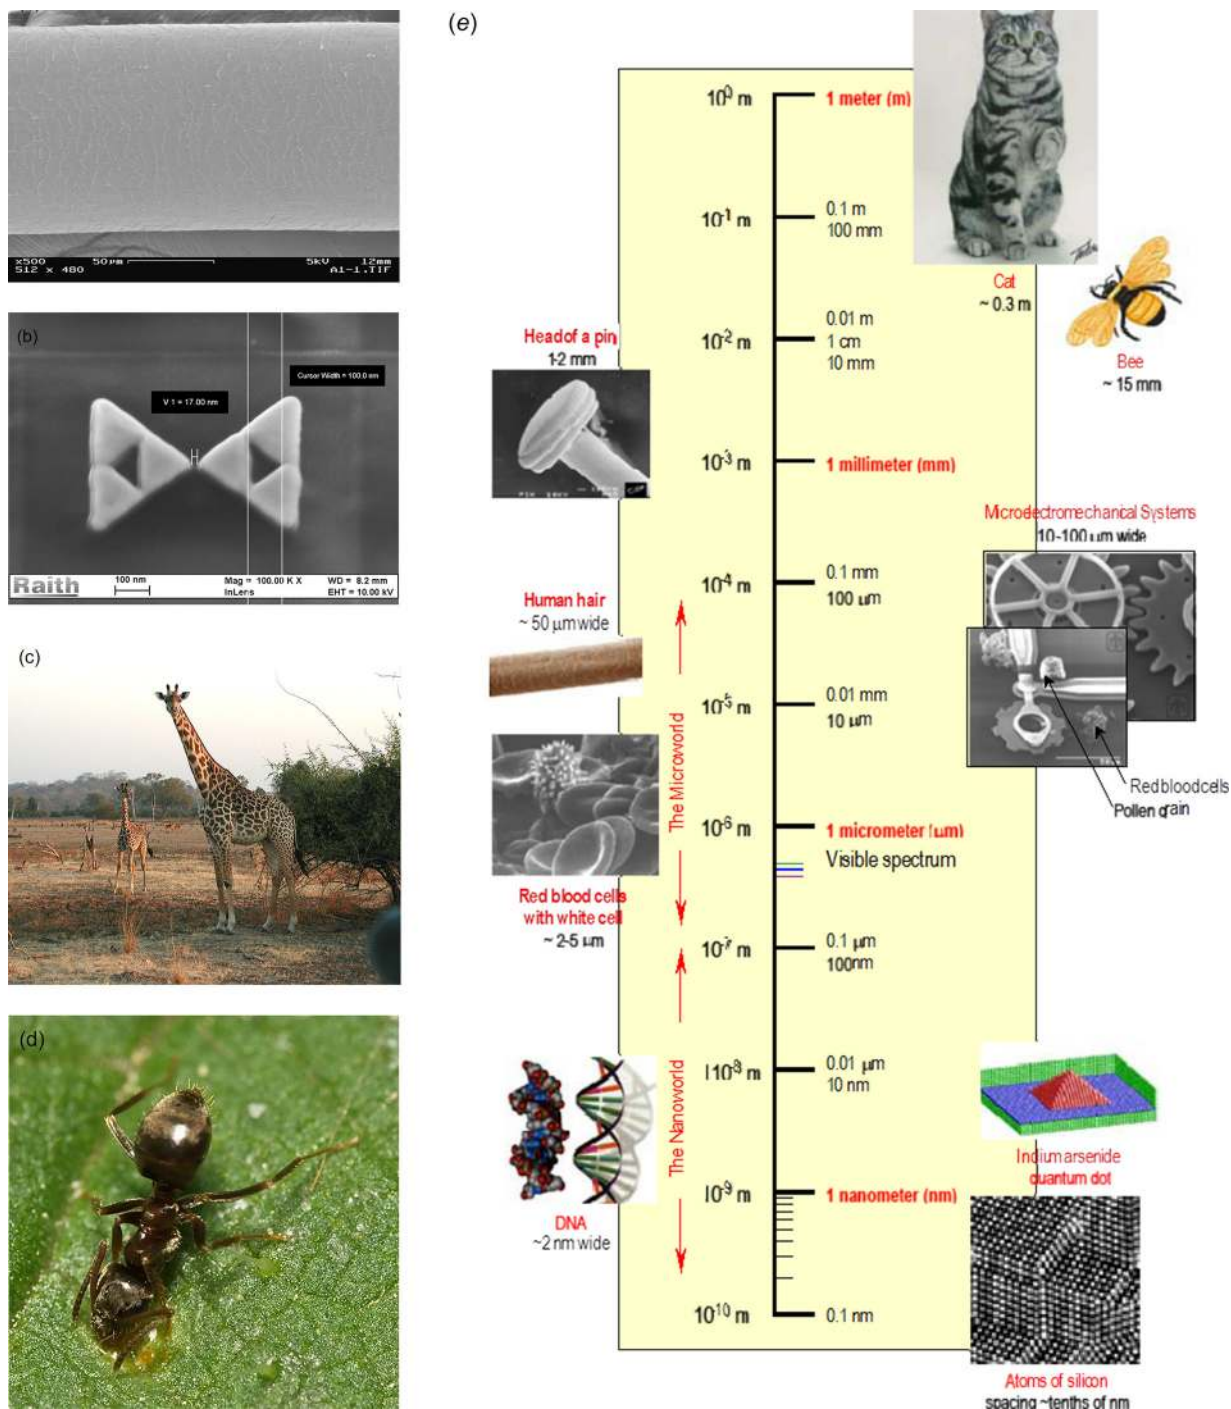 x500 50µm 5kV 12mm
512 x 480 A1-1.TIF
(b)
Cursor Width = 100.0 nm
V 1 = 17.00 nm
Raith
100 nm
Mag = 100.00 K X
WD = 8.2 mm
InLens
EHT = 10.00 kV
(c)
(d)
(e)
10⁰ m
1 meter (m)
10⁻¹ m
0.1 m
100 mm
Cat
~ 0.3 m
Bee
~ 15 mm
Head of a pin
1-2 mm
10⁻² m
0.01 m
1 cm
10 mm
10⁻³ m
1 millimeter (mm)
Microelectromechanical Systems
10-100 µm wide
10⁻⁴ m
0.1 mm
100 µm
Human hair
~ 50 µm wide
10⁻⁵ m
0.01 mm
10 µm
The Microworld
Red blood cells
Pollen grain
10⁻⁶ m
1 micrometer (µm)
Visible spectrum
Red blood cells
with white cell
~ 2-5 µm
10⁻⁷ m
0.1 µm
100nm
10⁻⁸ m
0.01 µm
10 nm
The Nanoworld
Indium arsenide
quantum dot
10⁻⁹ m
1 nanometer (nm)
DNA
~2 nm wide
10¹⁰ m
0.1 nm
Atoms of silicon
spacing ~tenths of nm